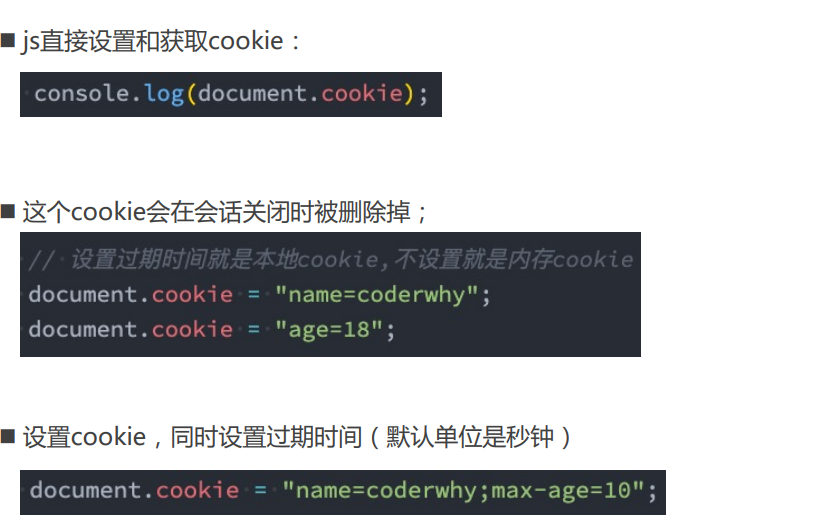 js直接设置和获取cookie：
console.log(document.cookie);
这个cookie会在会话关闭时被删除掉；
// 设置过期时间就是本地cookie,不设置就是内存cookie
document.cookie = "name=coderwhy";
document.cookie = "age=18";
设置cookie，同时设置过期时间（默认单位是秒钟）
document.cookie = "name=coderwhy;max-age=10";